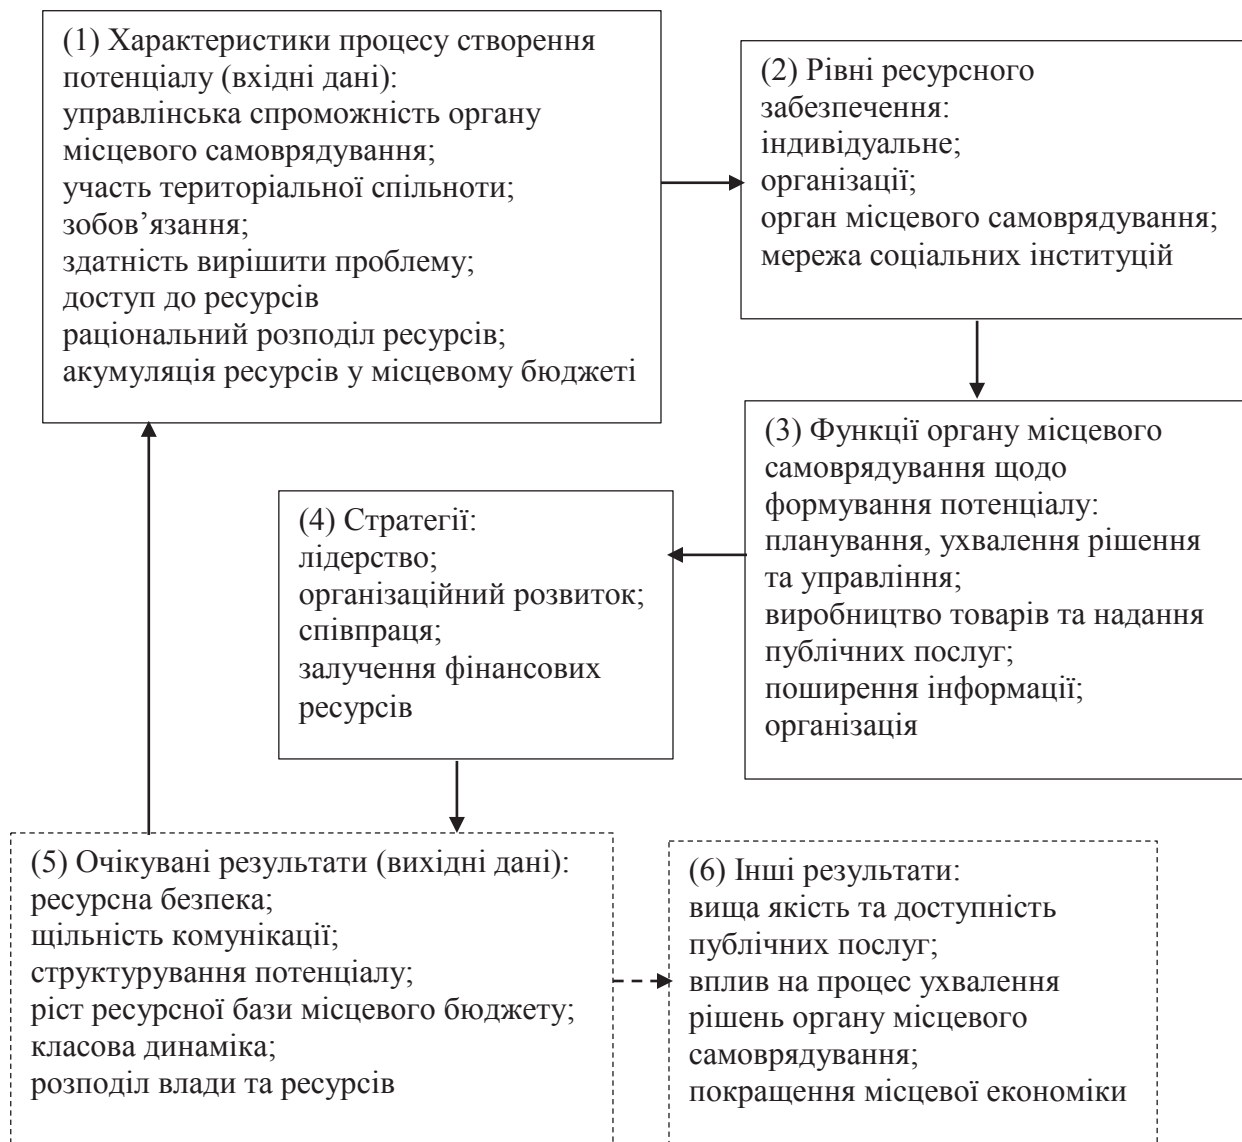 (1) Характеристики процесу створення
потенціалу (вхідні дані):
управлінська спроможність органу
місцевого самоврядування;
участь територіальної спільноти;
зобов’язання;
здатність вирішити проблему;
доступ до ресурсів
раціональний розподіл ресурсів;
акумуляція ресурсів у місцевому бюджеті
(2) Рівні ресурсного
забезпечення:
індивідуальне;
організації;
орган місцевого самоврядування;
мережа соціальних інституцій
(3) Функції органу місцевого
самоврядування щодо
формування потенціалу:
планування, ухвалення рішення
та управління;
виробництво товарів та надання
публічних послуг;
поширення інформації;
організація
(4) Стратегії:
лідерство;
організаційний розвиток;
співпраця;
залучення фінансових
ресурсів
(5) Очікувані результати (вихідні дані):
ресурсна безпека;
щільність комунікації;
структурування потенціалу;
ріст ресурсної бази місцевого бюджету;
класова динаміка;
розподіл влади та ресурсів
(6) Інші результати:
вища якість та доступність
публічних послуг;
вплив на процес ухвалення
рішень органу місцевого
самоврядування;
покращення місцевої економіки